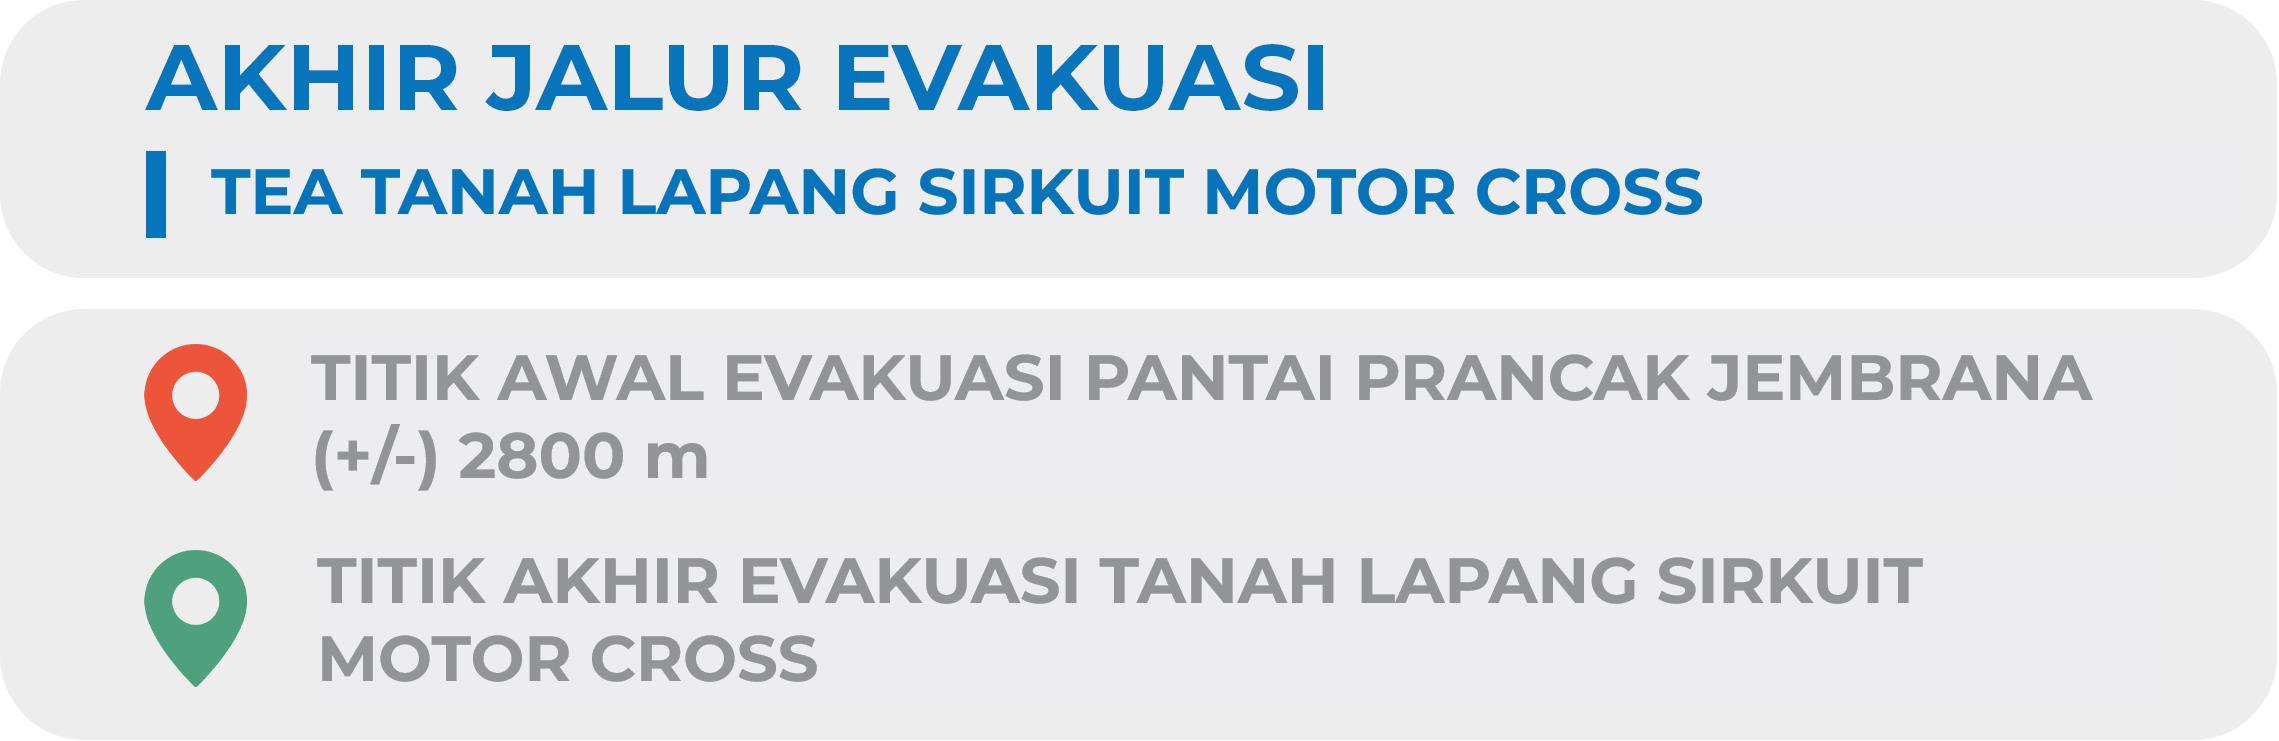 AKHIR JALUR EVAKUASI
TEA TANAH LAPANG SIRKUIT MOTOR CROSS
TITIK AWAL EVAKUASI PANTAI PRANCAK JEMBRANA
(+/-) 2800 m
TITIK AKHIR EVAKUASI TANAH LAPANG SIRKUIT
MOTOR CROSS